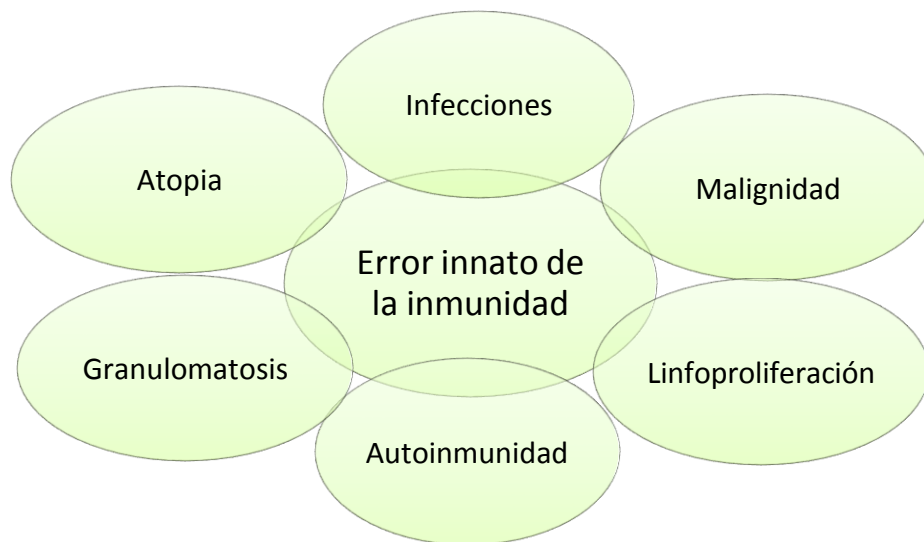 Infecciones
Atopia
Malignidad
Error innato de
la inmunidad
Granulomatosis
Linfoproliferación
Autoinmunidad